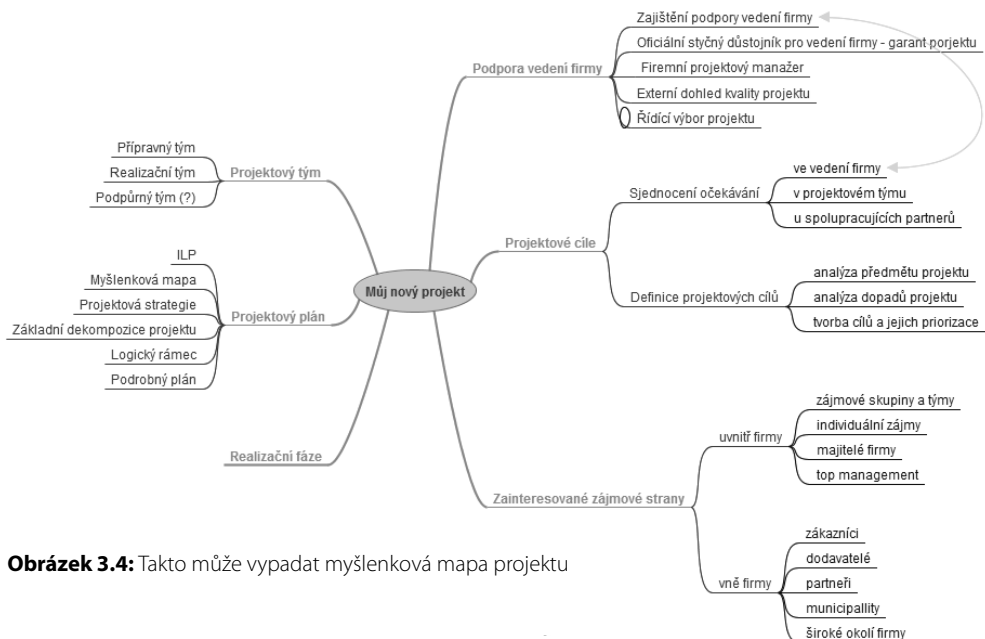 Zajištění podpory vedení firmy
Oficiální styčný důstojník pro vedení firmy - garant porjektu
Podpora vedení firmy
Firemní projektový manažer
Externí dohled kvality projektu
Řídící výbor projektu
Přípravný tým
Realizační tým
Projektový tým
Podpůrný tým (?)
Sjednocení očekávání
ve vedení firmy
v projektovém týmu
u spolupracujících partnerů
Projektové cíle
Definice projektových cílů
analýza předmětu projektu
analýza dopadů projektu
tvorba cílů a jejich priorizace
Můj nový projekt
ILP
Myšlenková mapa
Projektová strategie
Projektový plán
Základní dekompozice projektu
Logický rámec
Podrobný plán
Realizační fáze
Zainteresované zájmové strany
uvnitř firmy
zájmové skupiny a týmy
individuální zájmy
majitelé firmy
top management
vně firmy
zákazníci
dodavatelé
partneři
municipallity
široké okolí firmy
Obrázek 3.4: Takto může vypadat myšlenková mapa projektu